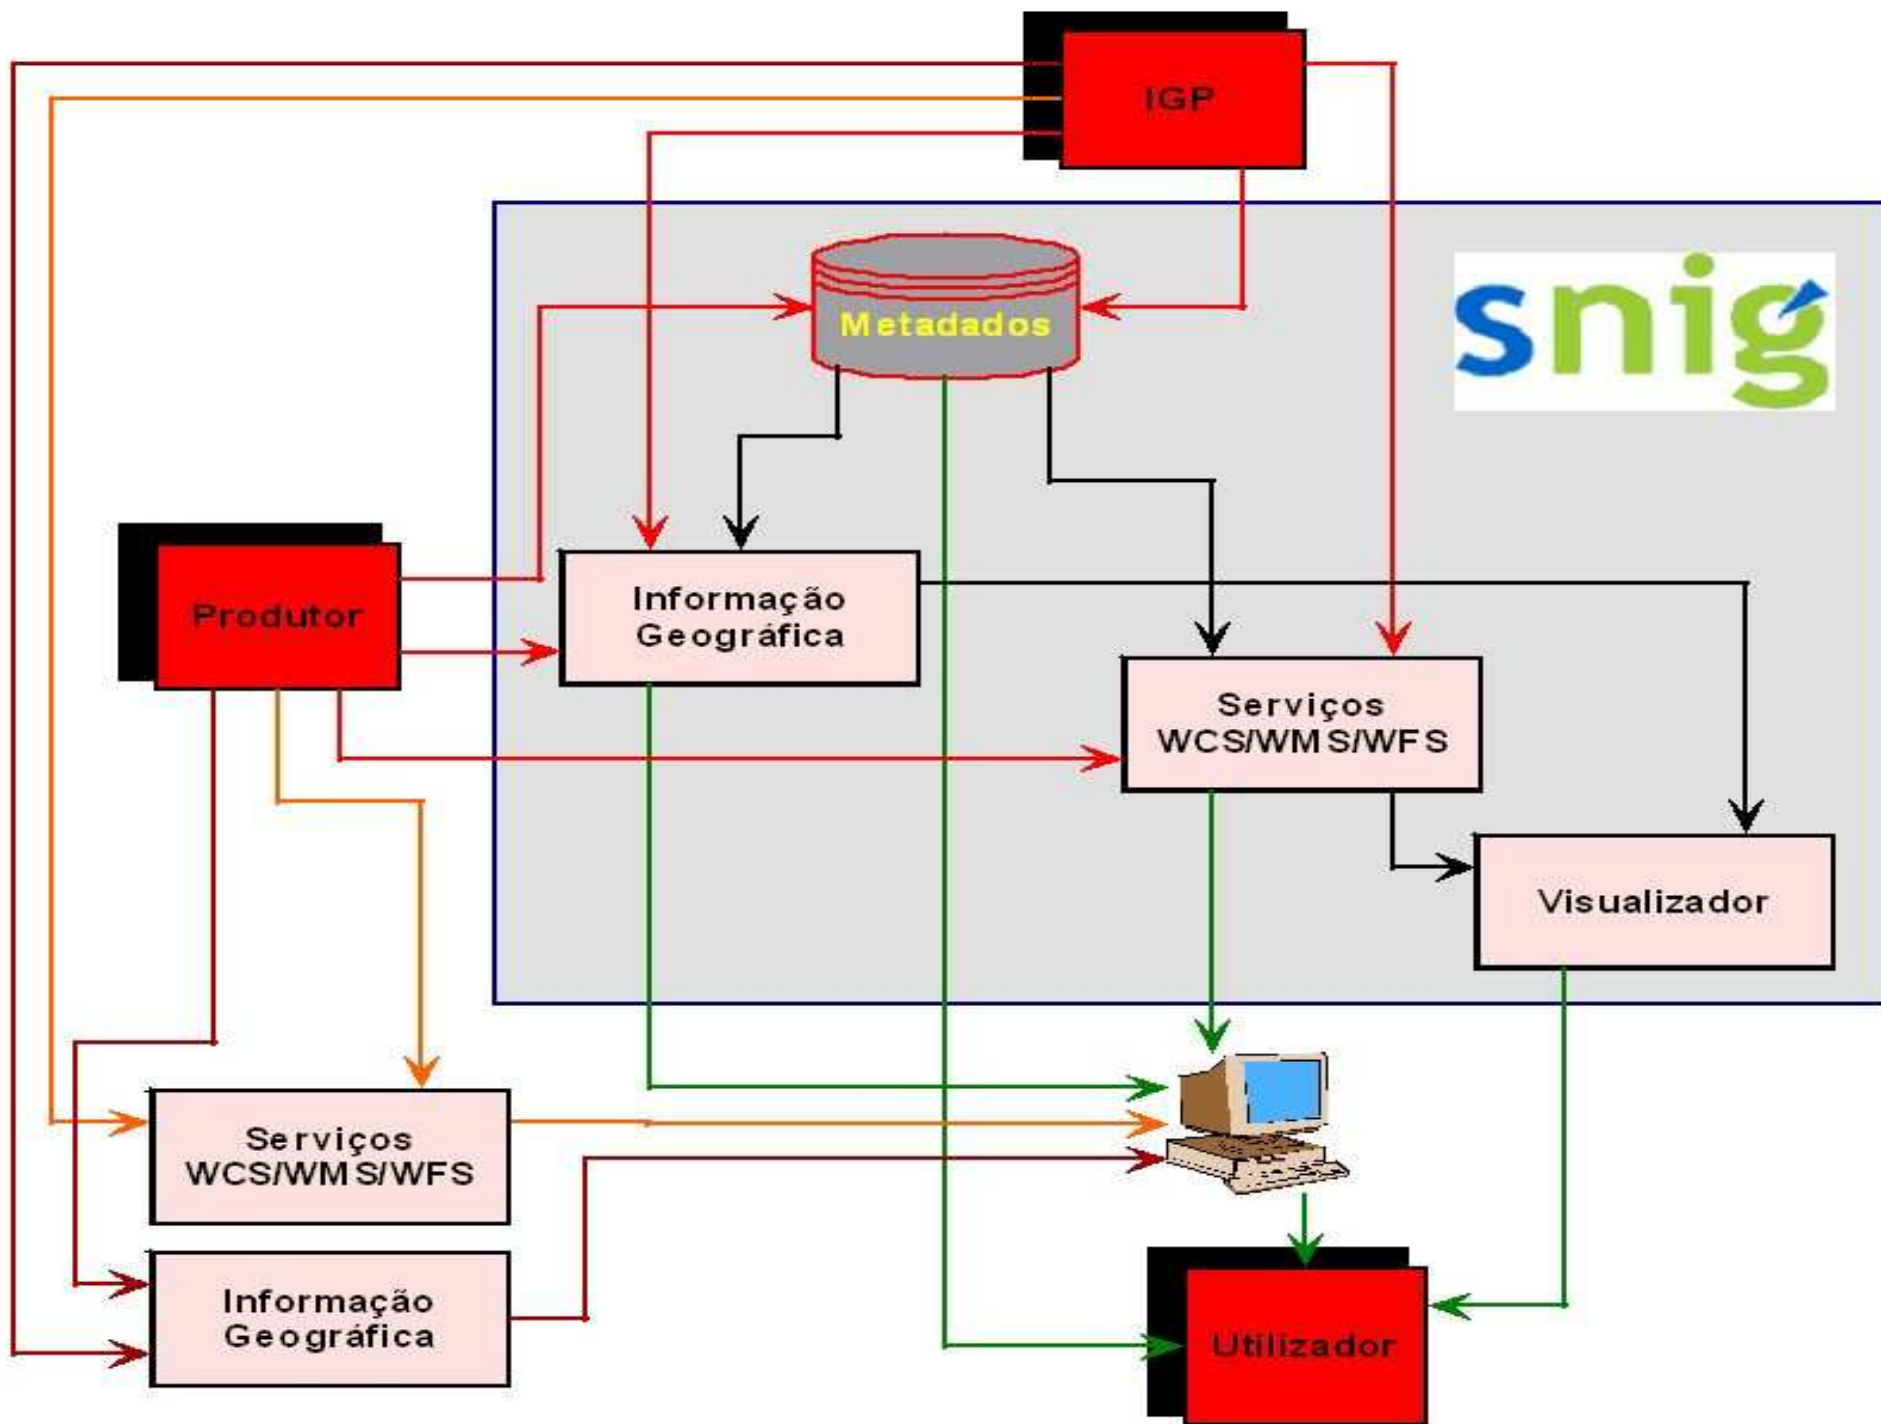 IGP
snig
Metadados
Informação
Geográfica
Produtor
Serviços
WCS/WMS/WFS
Visualizador
Serviços
WCS/WMS/WFS
Informação
Geográfica
Utilizador